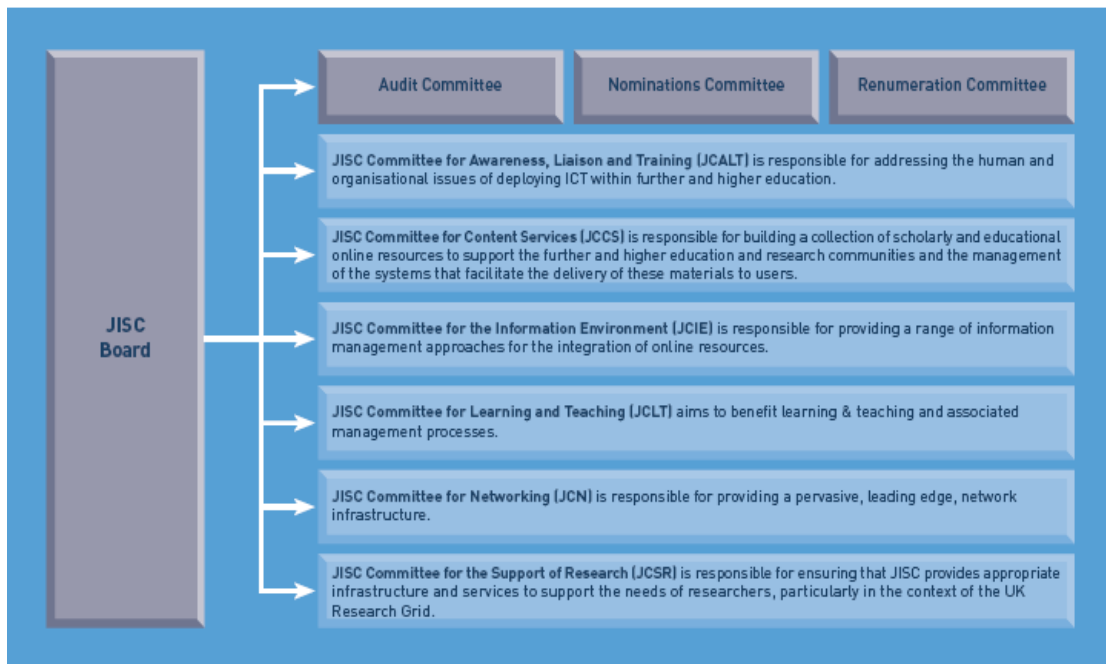 JISC
Board
Audit Committee
Nominations Committee
Renumeration Committee
JISC Committee for Awareness, Liaison and Training (JCALT) is responsible for addressing the human and
organisational issues of deploying ICT within further and higher education.
JISC Committee for Content Services (JCCS) is responsible for building a collection of scholarly and educational
online resources to support the further and higher education and research communities and the management
of the systems that facilitate the delivery of these materials to users.
JISC Committee for the Information Environment (JCIE) is responsible for providing a range of information
management approaches for the integration of online resources.
JISC Committee for Learning and Teaching (JCLT) aims to benefit learning & teaching and associated
management processes.
JISC Committee for Networking (JCN) is responsible for providing a pervasive, leading edge, network
infrastructure.
JISC Committee for the Support of Research (JCSR) is responsible for ensuring that JISC provides appropriate
infrastructure and services to support the needs of researchers, particularly in the context of the UK
Research Grid.